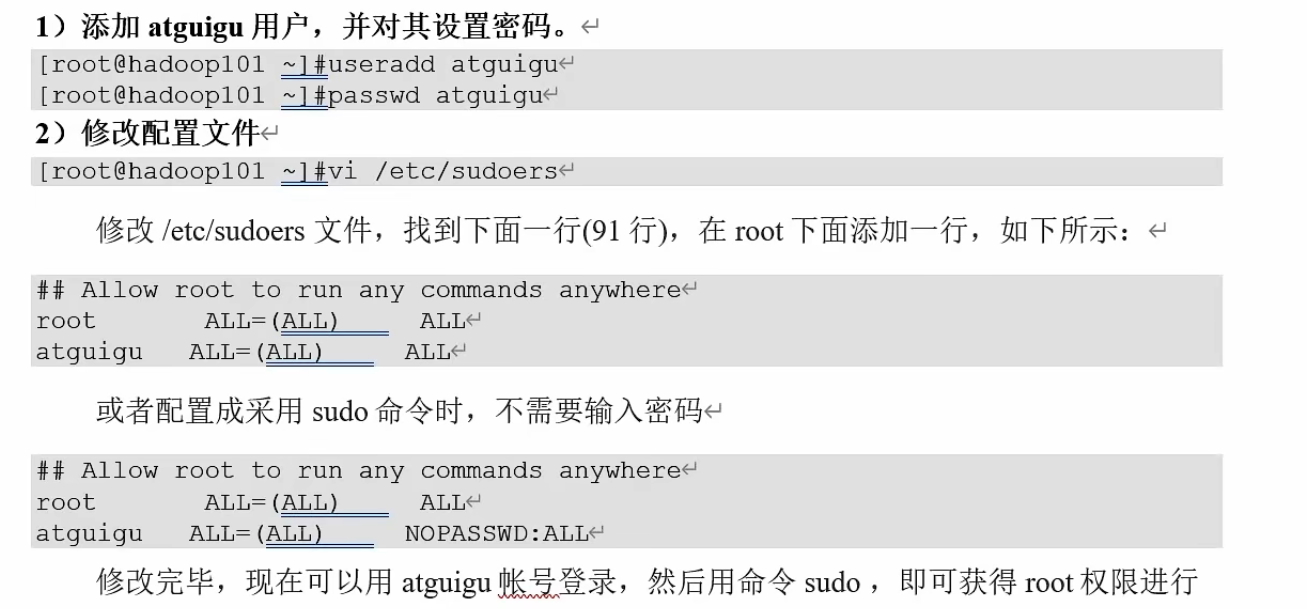 1）添加 atguigu 用户，并对其设置密码。↵
[root@hadoop101 ~]#useradd atguigu↵
[root@hadoop101 ~]#passwd atguigu↵
2）修改配置文件↵
[root@hadoop101 ~]#vi /etc/sudoers↵
修改 /etc/sudoers 文件，找到下面一行(91 行)，在 root 下面添加一行，如下所示：↵
## Allow root to run any commands anywhere↵
root ALL=(ALL) ALL↵
atguigu ALL=(ALL) ALL↵
或者配置成采用 sudo 命令时，不需要输入密码↵
## Allow root to run any commands anywhere↵
root ALL=(ALL) ALL↵
atguigu ALL=(ALL) NOPASSWD:ALL↵
修改完毕，现在可以用 atguigu 帐号登录，然后用命令 sudo ，即可获得 root 权限进行